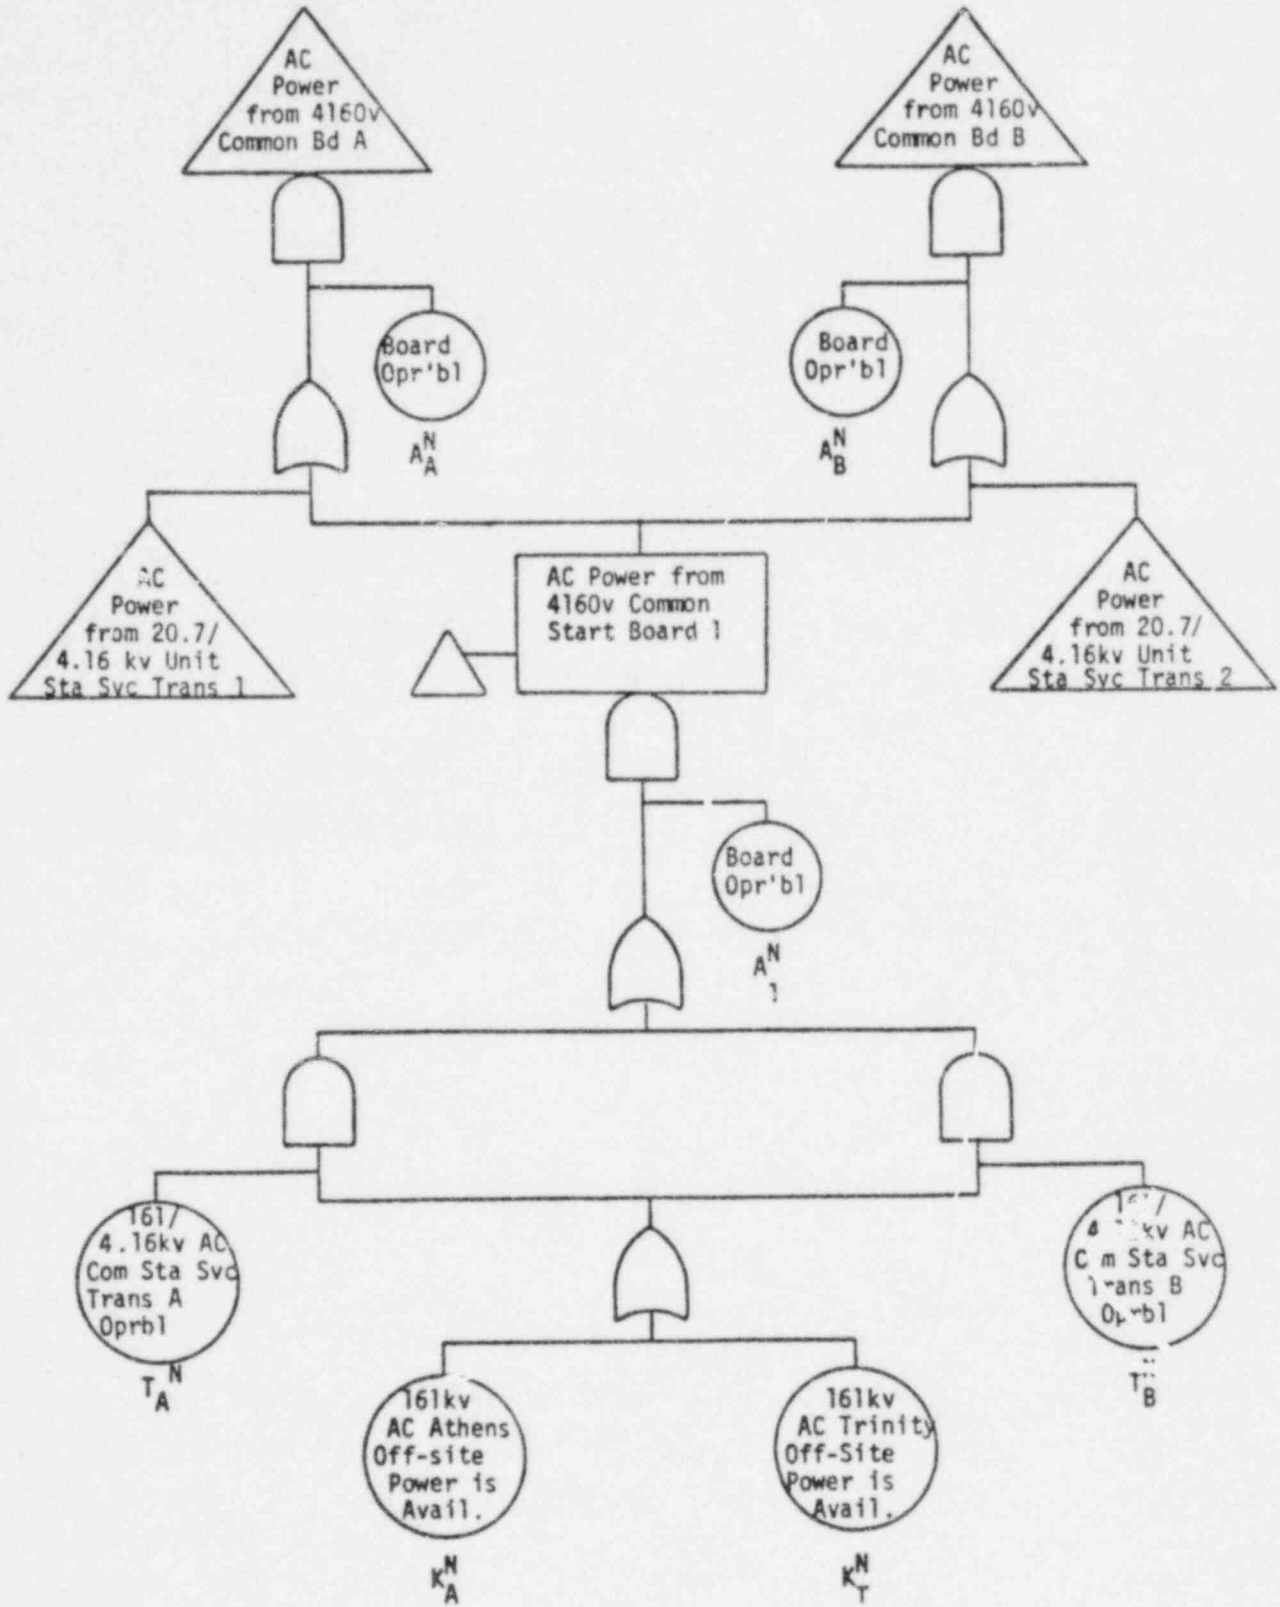 AC
Power
from 4160v
Common Bd A
AC
Power
from 4160v
Common Bd B
Board
Opr'bl
A N A
Board
Opr'bl
A N B
AC
Power
from 20.7/
4.16 kv Unit
Sta Svc Trans 1
AC Power from
4160v Common
Start Board 1
AC
Power
from 20.7/
4.16kv Unit
Sta Svc Trans 2
Board
Opr'bl
A N 1
161/
4.16kv AC
Com Sta Svc
Trans A
Oprbl
T N A
161kv
AC Athens
Off-site
Power is
Avail.
K N A
161kv
AC Trinity
Off-Site
Power is
Avail.
K N T
kv AC
Sta Svc
B
T B